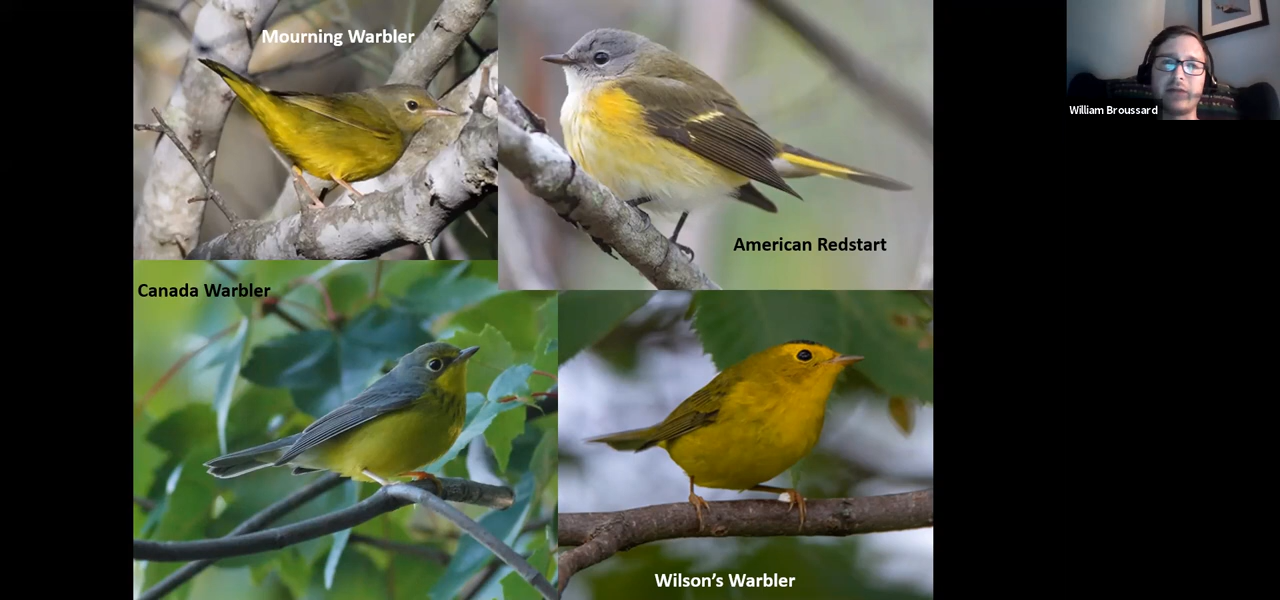 Mourning Warbler
American Redstart
Canada Warbler
Wilson's Warbler
William Broussard